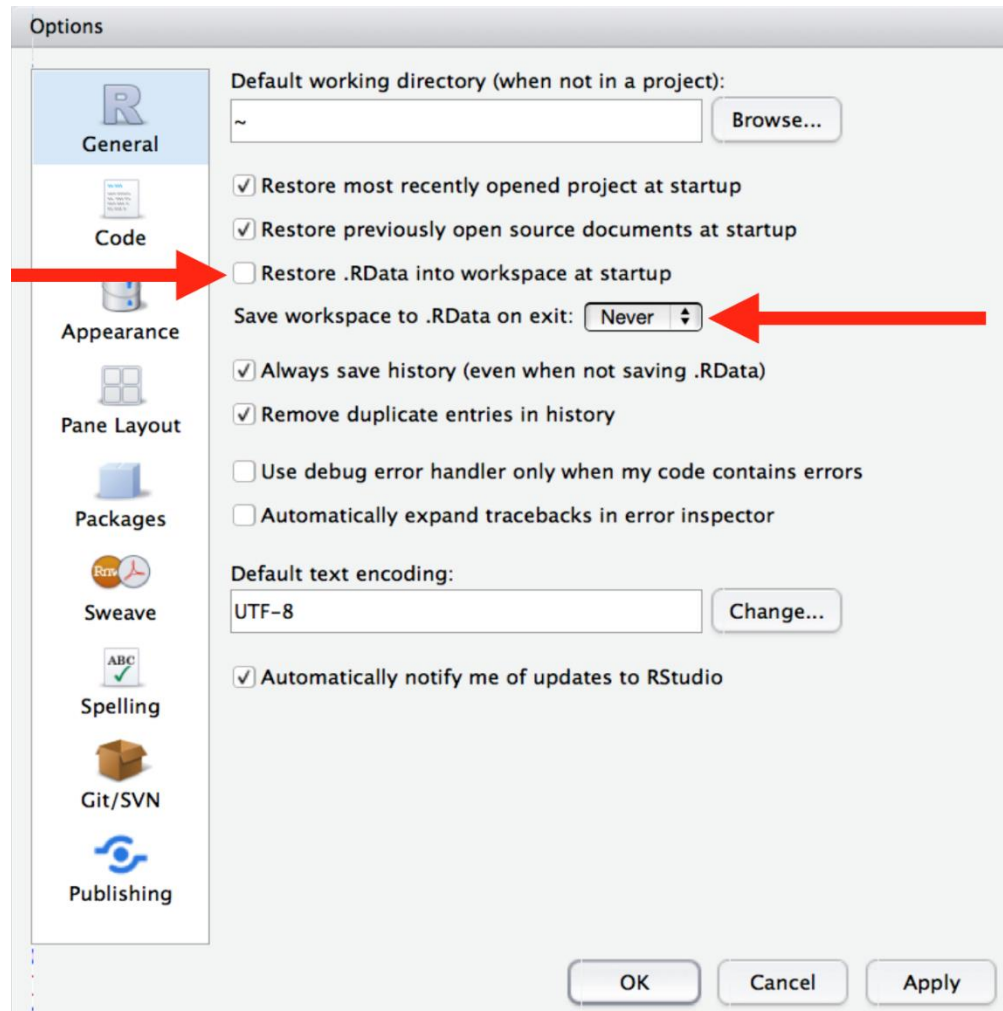 Options
General
Code
Appearance
Pane Layout
Packages
Rnw
Sweave
ABC
Spelling
Git/SVN
Publishing
Default working directory (when not in a project):
~
Browse...
Restore most recently opened project at startup
Restore previously open source documents at startup
Restore .RData into workspace at startup
Save workspace to .RData on exit: Never
Always save history (even when not saving .RData)
Remove duplicate entries in history
Use debug error handler only when my code contains errors
Automatically expand tracebacks in error inspector
Default text encoding:
UTF-8
Change...
Automatically notify me of updates to RStudio
OK Cancel Apply